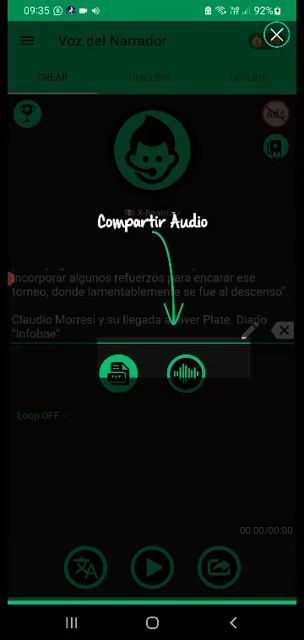 09:35
92%
Voz del Narrador
CREAR
TIMELINE
OFFLINE
Ads
Ad
Compartir Audio
incorporar algunos refuerzos para encarar ese
torneo, donde lamentablemente se fue al descenso".
Claudio Morresi y su llegada a River Plate. Diario
"Infobae"
Loop OFF
00:00/00:00